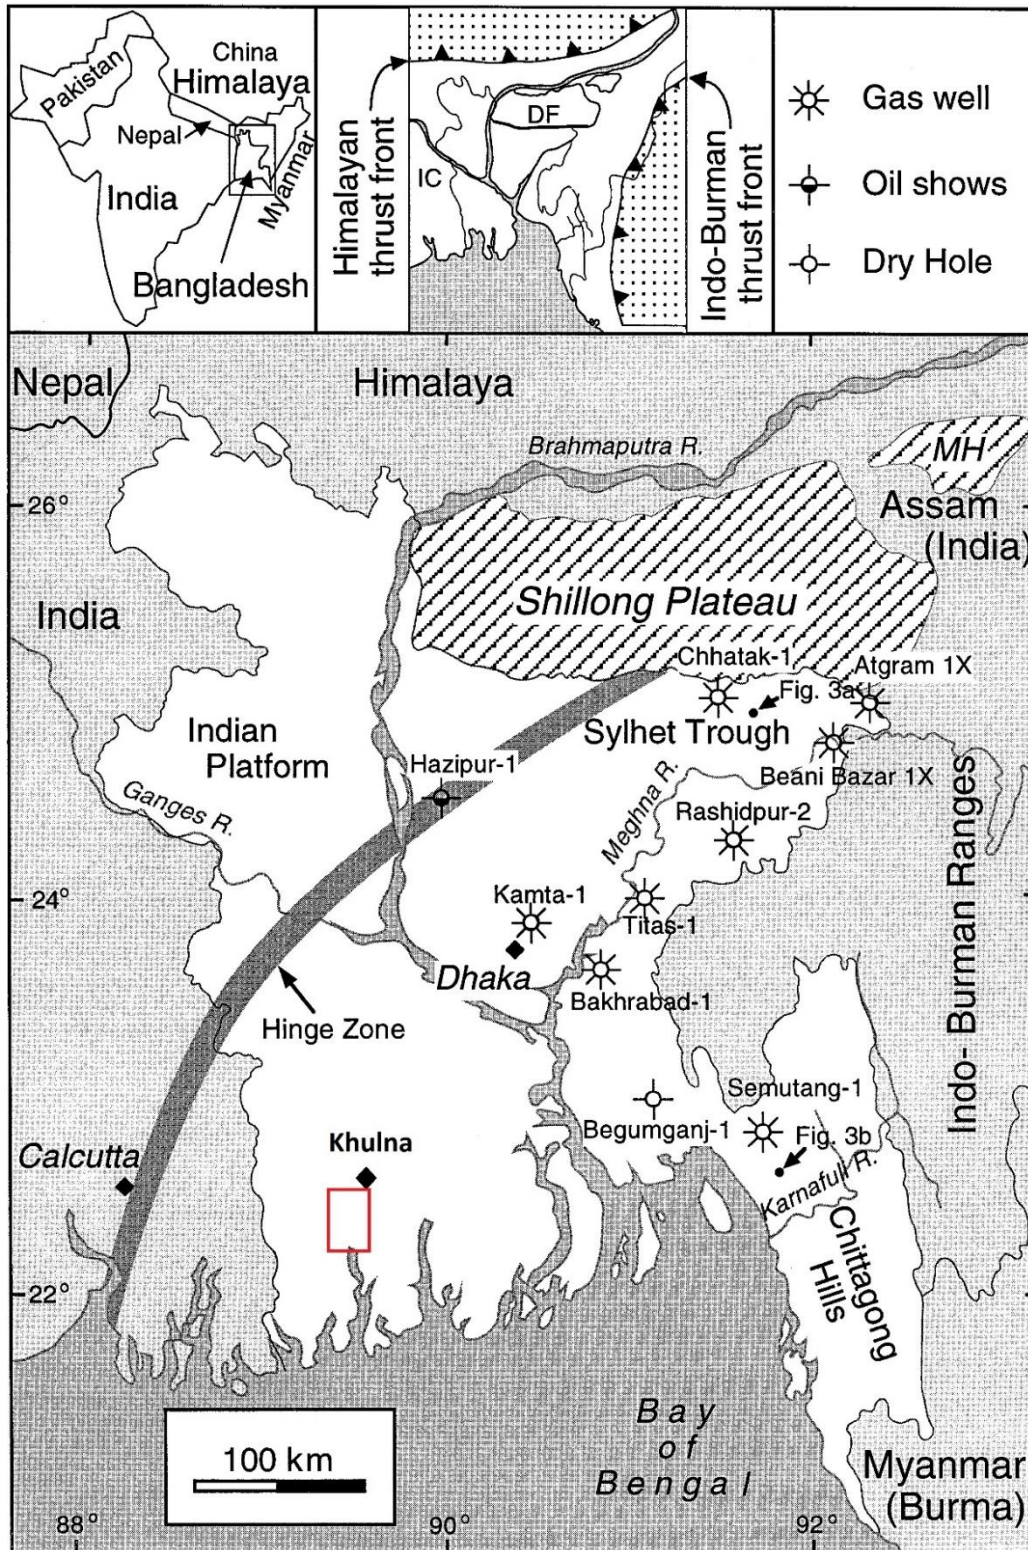 China
Himalaya
Pakistan
Nepal
India
Myanmar
Bangladesh
Himalayan
thrust front
DF
IC
Indo-Burman
thrust front
Gas well
Oil shows
Dry Hole
Nepal
Himalaya
Brahmaputra R.
MH
26°
Assam
(India)
India
Shillong Plateau
Chhatak-1
Atgram 1X
Fig. 3a
Sylhet Trough
Indian
Platform
Hazipur-1
Beani Bazar 1X
Ganges R.
Meghna R.
Rashidpur-2
Indo- Burman Ranges
24°
Kamta-1
Titas-1
Dhaka
Bakhrabad-1
Hinge Zone
Semutang-1
Begumganj-1
Fig. 3b
Khulna
Calcutta
Karnafuli R.
Chittagong
Hills
22°
Bay
of
Bengal
100 km
Myanmar
(Burma)
88°
90°
92°